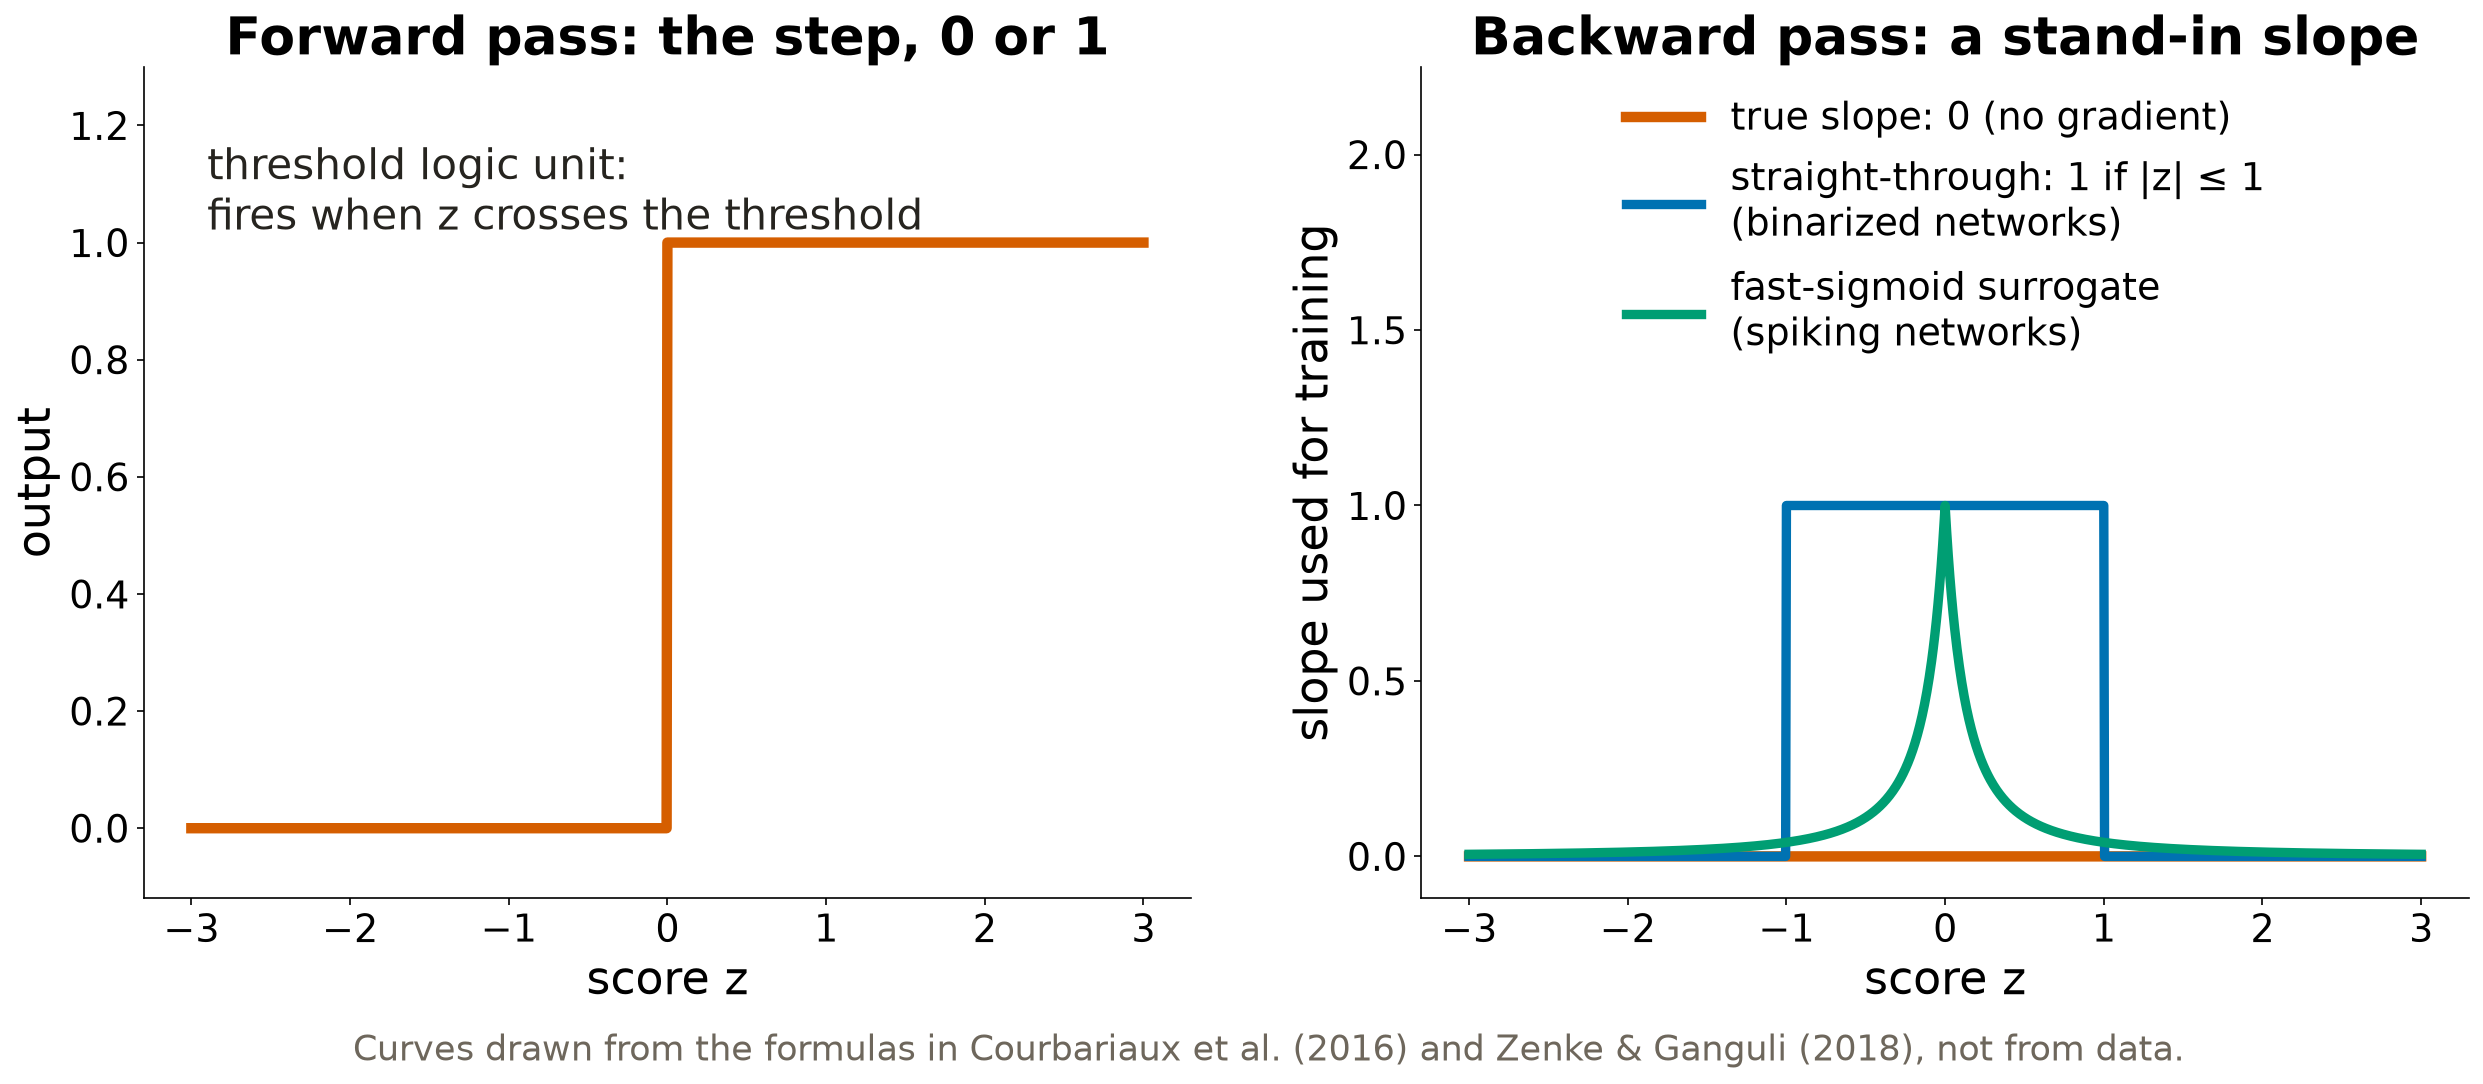 Forward pass: the step, 0 or 1
1.2
1.0
0.8
0.6
0.4
0.2
0.0
output
threshold logic unit:
fires when z crosses the threshold
−3
−2
−1
0
1
2
3
score z
Backward pass: a stand-in slope
2.0
1.5
1.0
0.5
0.0
slope used for training
true slope: 0 (no gradient)
straight-through: 1 if |z| ≤ 1
(binarized networks)
fast-sigmoid surrogate
(spiking networks)
−3
−2
−1
0
1
2
3
score z
Curves drawn from the formulas in Courbariaux et al. (2016) and Zenke & Ganguli (2018), not from data.